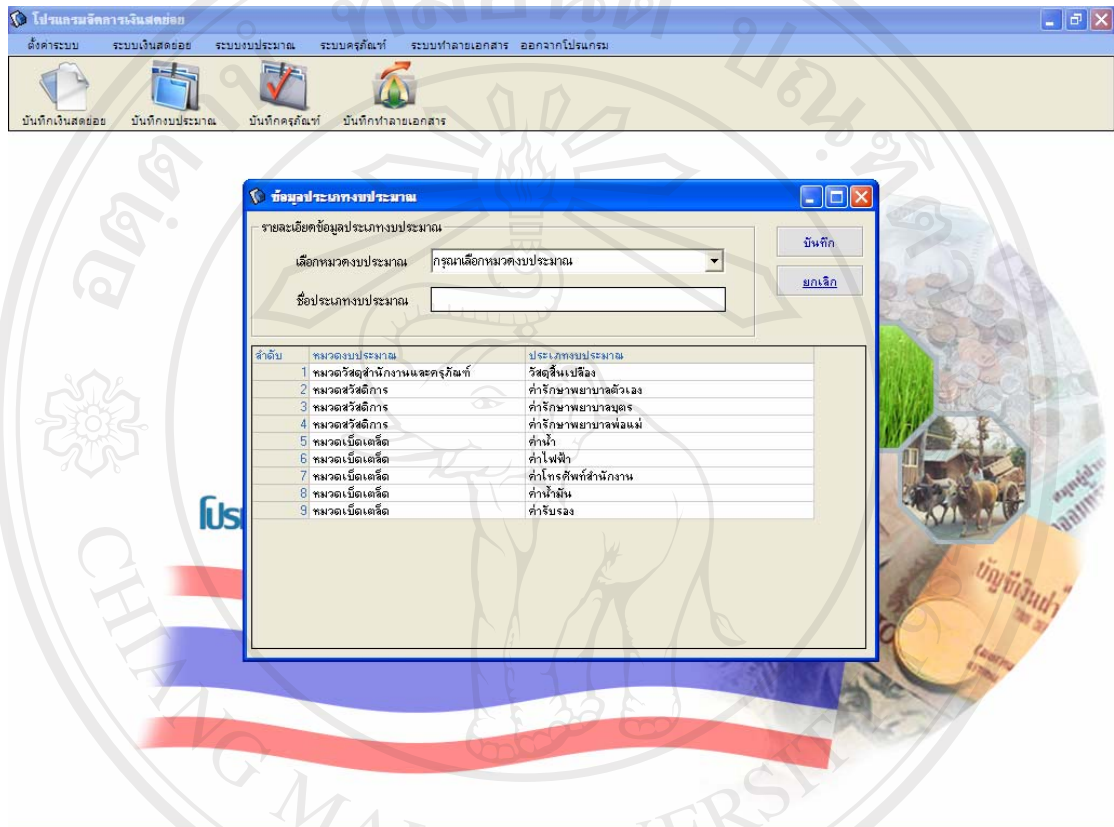 โปรแกรมจัดการเงินสดย่อย
ตั้งค่าระบบ ระบบเงินสดย่อย ระบบงบประมาณ ระบบครุภัณฑ์ ระบบทำลายเอกสาร ออกจากโปรแกรม
บันทึกเงินสดย่อย บันทึกงบประมาณ บันทึกครุภัณฑ์ บันทึกทำลายเอกสาร
ข้อมูลประเภทงบประมาณ
รายละเอียดข้อมูลประเภทงบประมาณ
เลือกหมวดงบประมาณ กรุณาเลือกหมวดงบประมาณ
ชื่อประเภทงบประมาณ
บันทึก
ยกเลิก
ลำดับ หมวดงบประมาณ ประเภทงบประมาณ
1 หมวดวัสดุสำนักงานและครุภัณฑ์ วัสดุสิ้นเปลือง
2 หมวดสวัสดิการ ค่ารักษาพยาบาลตัวเอง
3 หมวดสวัสดิการ ค่ารักษาพยาบาลบุตร
4 หมวดสวัสดิการ ค่ารักษาพยาบาลพ่อแม่
5 หมวดเบ็ดเตล็ด ค่าน้ำ
6 หมวดเบ็ดเตล็ด ค่าไฟฟ้า
7 หมวดเบ็ดเตล็ด ค่าโทรศัพท์สำนักงาน
8 หมวดเบ็ดเตล็ด ค่าน้ำมัน
9 หมวดเบ็ดเตล็ด ค่ารับรอง
โปร
บัญชีเงินฝา
CHIANG MAI UNIVERSITY